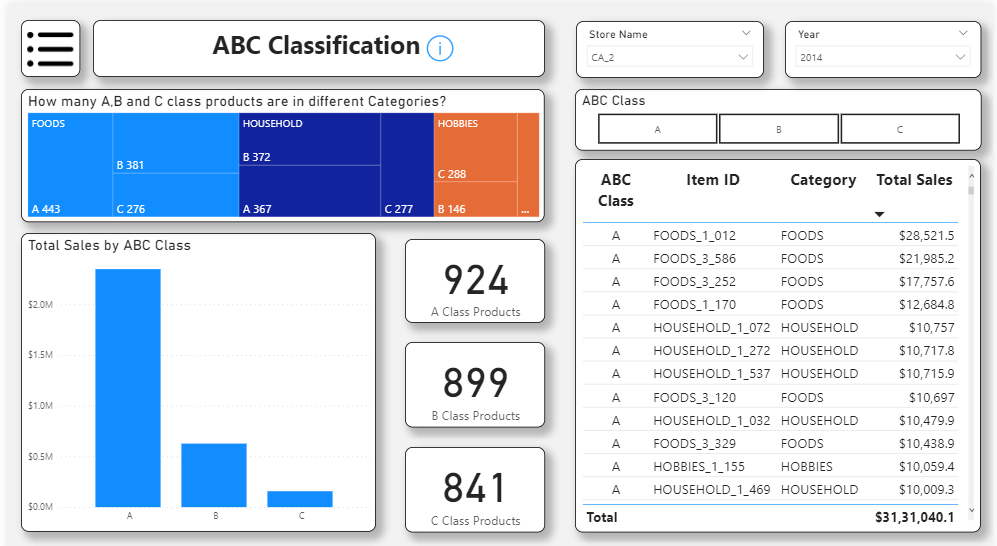 ABC Classification
i
Store Name
CA_2
Year
2014
How many A,B and C class products are in different Categories?
FOODS
A 443
B 381
C 276
HOUSEHOLD
B 372
A 367
C 277
HOBBIES
C 288
B 146
...
ABC Class
A
B
C
Total Sales by ABC Class
$2.0M
$1.5M
$1.0M
$0.5M
$0.0M
A B C
924
A Class Products
899
B Class Products
841
C Class Products
ABC Class Item ID Category Total Sales
A FOODS_1_012 FOODS $28,521.5
A FOODS_3_586 FOODS $21,985.2
A FOODS_3_252 FOODS $17,757.6
A FOODS_1_170 FOODS $12,684.8
A HOUSEHOLD_1_072 HOUSEHOLD $10,757
A HOUSEHOLD_1_272 HOUSEHOLD $10,717.8
A HOUSEHOLD_1_537 HOUSEHOLD $10,715.9
A FOODS_3_120 FOODS $10,697
A HOUSEHOLD_1_032 HOUSEHOLD $10,479.9
A FOODS_3_329 FOODS $10,438.9
A HOBBIES_1_155 HOBBIES $10,059.4
A HOUSEHOLD_1_469 HOUSEHOLD $10,009.3
Total $31,31,040.1